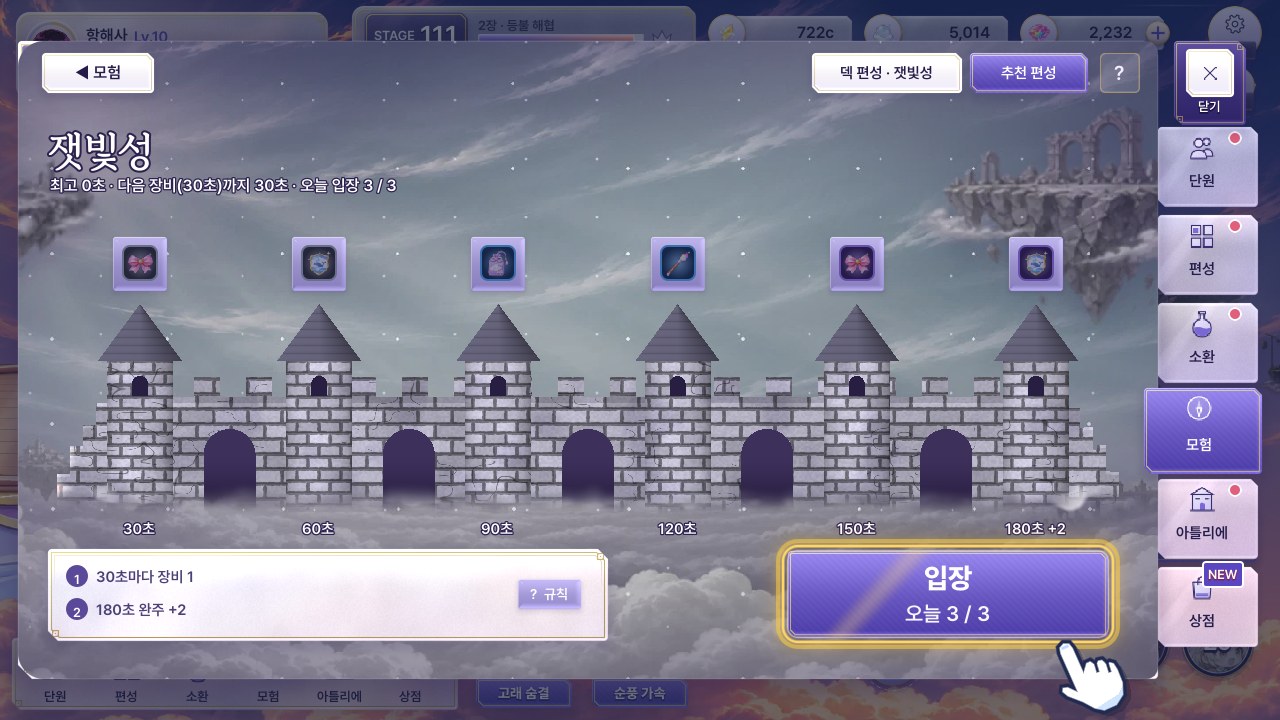 항해사 Lv.10
STAGE 111
2장 · 등불 해협
722c
5,014
2,232
◀ 모험
덱 편성 · 잿빛성
추천 편성
?
닫기
잿빛성
최고 0초 · 다음 장비(30초)까지 30초 · 오늘 입장 3 / 3
단원
편성
소환
모험
아틀리에
NEW
상점
30초
60초
90초
120초
150초
180초 +2
1 30초마다 장비 1
2 180초 완주 +2
? 규칙
입장
오늘 3 / 3
단원
편성
소환
모험
아틀리에
상점
고래 숨결
순풍 가속